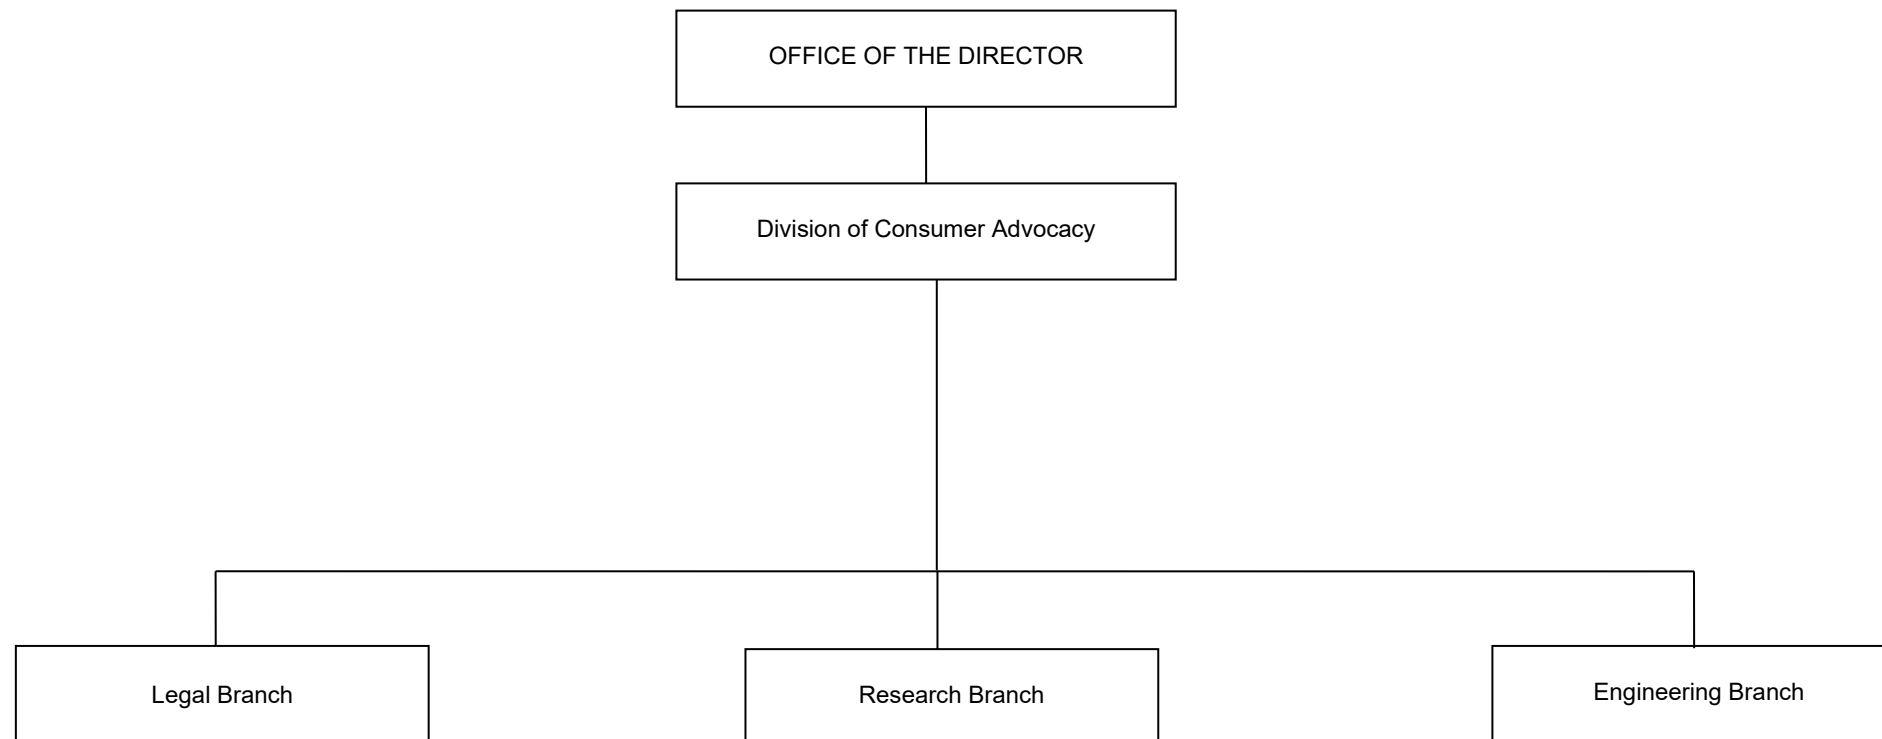 OFFICE OF THE DIRECTOR
Division of Consumer Advocacy
Legal Branch
Research Branch
Engineering Branch